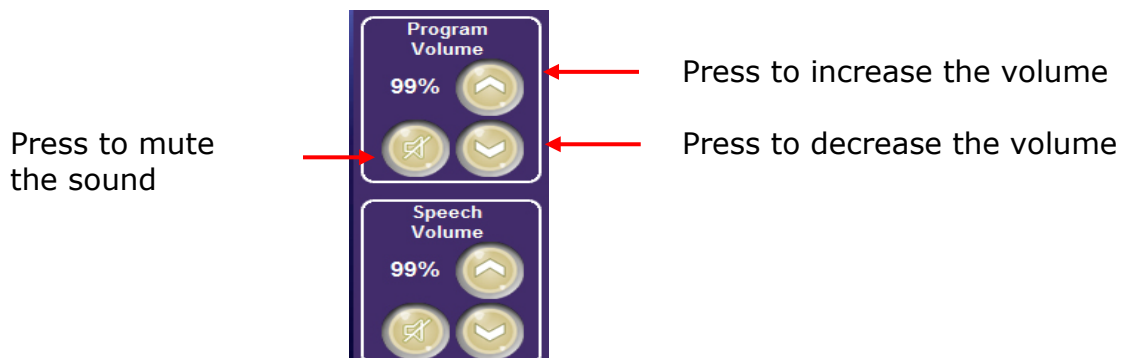 Program
Volume
99%
Press to increase the volume
Press to mute
the sound
Press to decrease the volume
Speech
Volume
99%